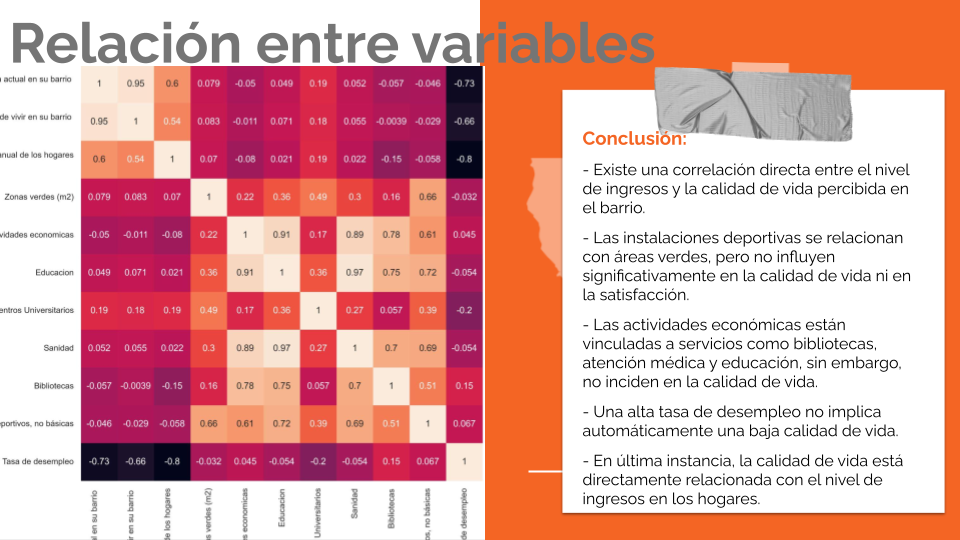 Relación entre variables
actual en su barrio 1 0.95 0.6 0.079 -0.05 0.049 0.19 0.052 -0.057 -0.046 -0.73
de vivir en su barrio 0.95 1 0.54 0.083 -0.011 0.071 0.18 0.055 -0.0039 -0.029 -0.66
anual de los hogares 0.6 0.54 1 0.07 -0.08 0.021 0.19 0.022 -0.15 -0.058 -0.8
Zonas verdes (m2) 0.079 0.083 0.07 1 0.22 0.36 0.49 0.3 0.16 0.66 -0.032
vidades economicas -0.05 -0.011 -0.08 0.22 1 0.91 0.17 0.89 0.78 0.61 0.045
Educacion 0.049 0.071 0.021 0.36 0.91 1 0.36 0.97 0.75 0.72 -0.054
entros Universitarios 0.19 0.18 0.19 0.49 0.17 0.36 1 0.27 0.057 0.39 -0.2
Sanidad 0.052 0.055 0.022 0.3 0.89 0.97 0.27 1 0.7 0.69 -0.054
Bibliotecas -0.057 -0.0039 -0.15 0.16 0.78 0.75 0.057 0.7 1 0.51 0.15
eportivos, no básicas -0.046 -0.029 -0.058 0.66 0.61 0.72 0.39 0.69 0.51 1 0.067
Tasa de desempleo -0.73 -0.66 -0.8 -0.032 0.045 -0.054 -0.2 -0.054 0.15 0.067 1
al en su barrio
ir en su barrio
de los hogares
s verdes (m2)
s economicas
Educacion
Universitarios
Sanidad
Bibliotecas
os, no básicas
de desempleo
Conclusión:
- Existe una correlación directa entre el nivel
de ingresos y la calidad de vida percibida en
el barrio.
- Las instalaciones deportivas se relacionan
con áreas verdes, pero no influyen
significativamente en la calidad de vida ni en
la satisfacción.
- Las actividades económicas están
vinculadas a servicios como bibliotecas,
atención médica y educación, sin embargo,
no inciden en la calidad de vida.
- Una alta tasa de desempleo no implica
automáticamente una baja calidad de vida.
- En última instancia, la calidad de vida está
directamente relacionada con el nivel de
ingresos en los hogares.